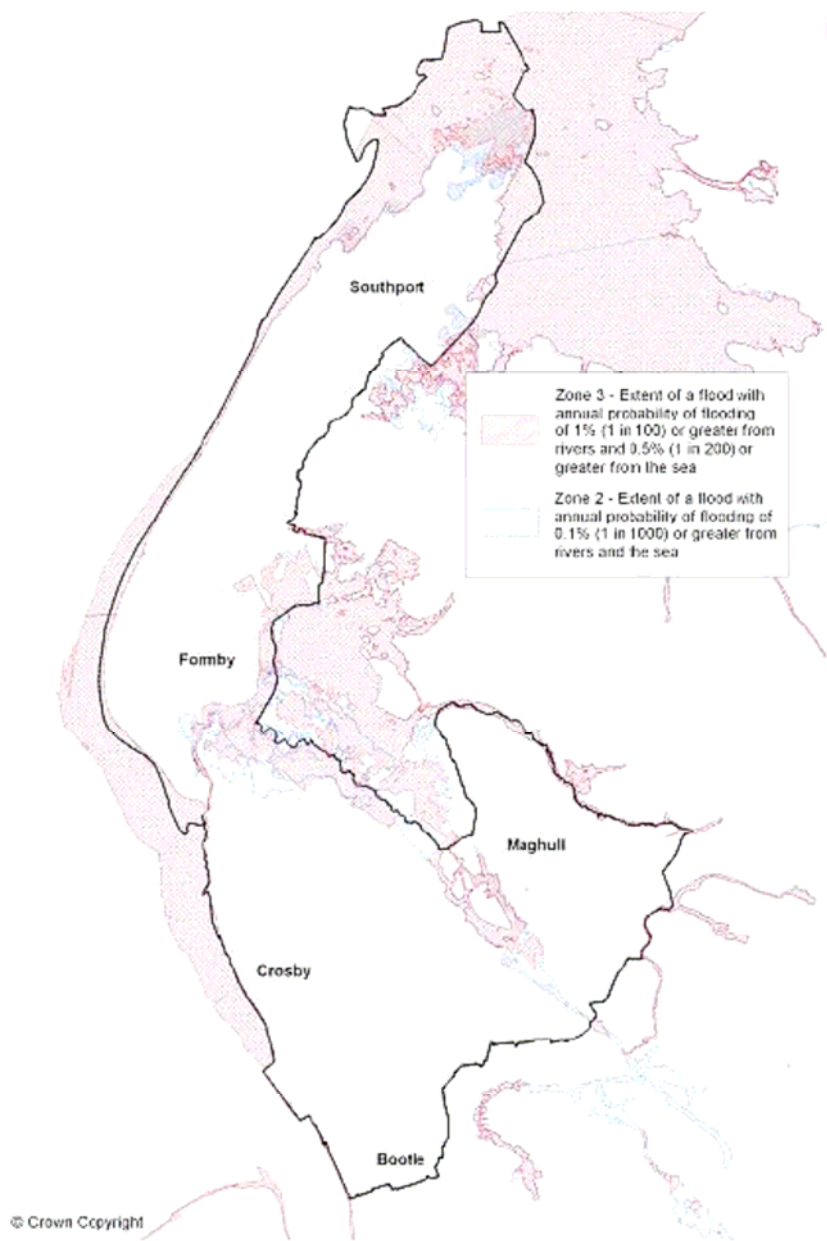 Southport
Zone 3 - Extent of a flood with
annual probability of flooding
of 1% (1 in 100) or greater from
rivers and 0.5% (1 in 200) or
greater from the sea
Zone 2 - Extent of a flood with
annual probability of flooding of
0.1% (1 in 1000) or greater from
rivers and the sea
Formby
Maghull
Crosby
Bootle
© Crown Copyright